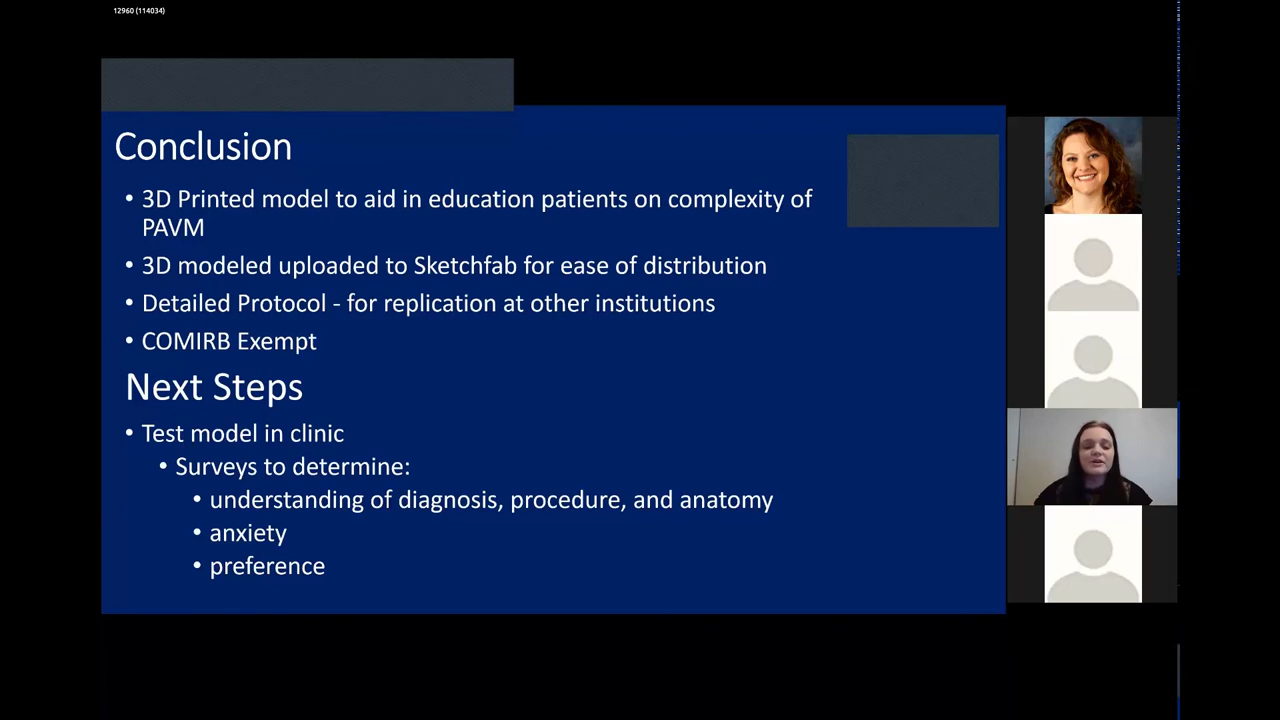 12960 (114034)
Conclusion
• 3D Printed model to aid in education patients on complexity of
PAVM
• 3D modeled uploaded to Sketchfab for ease of distribution
• Detailed Protocol - for replication at other institutions
• COMIRB Exempt
Next Steps
• Test model in clinic
• Surveys to determine:
• understanding of diagnosis, procedure, and anatomy
• anxiety
• preference